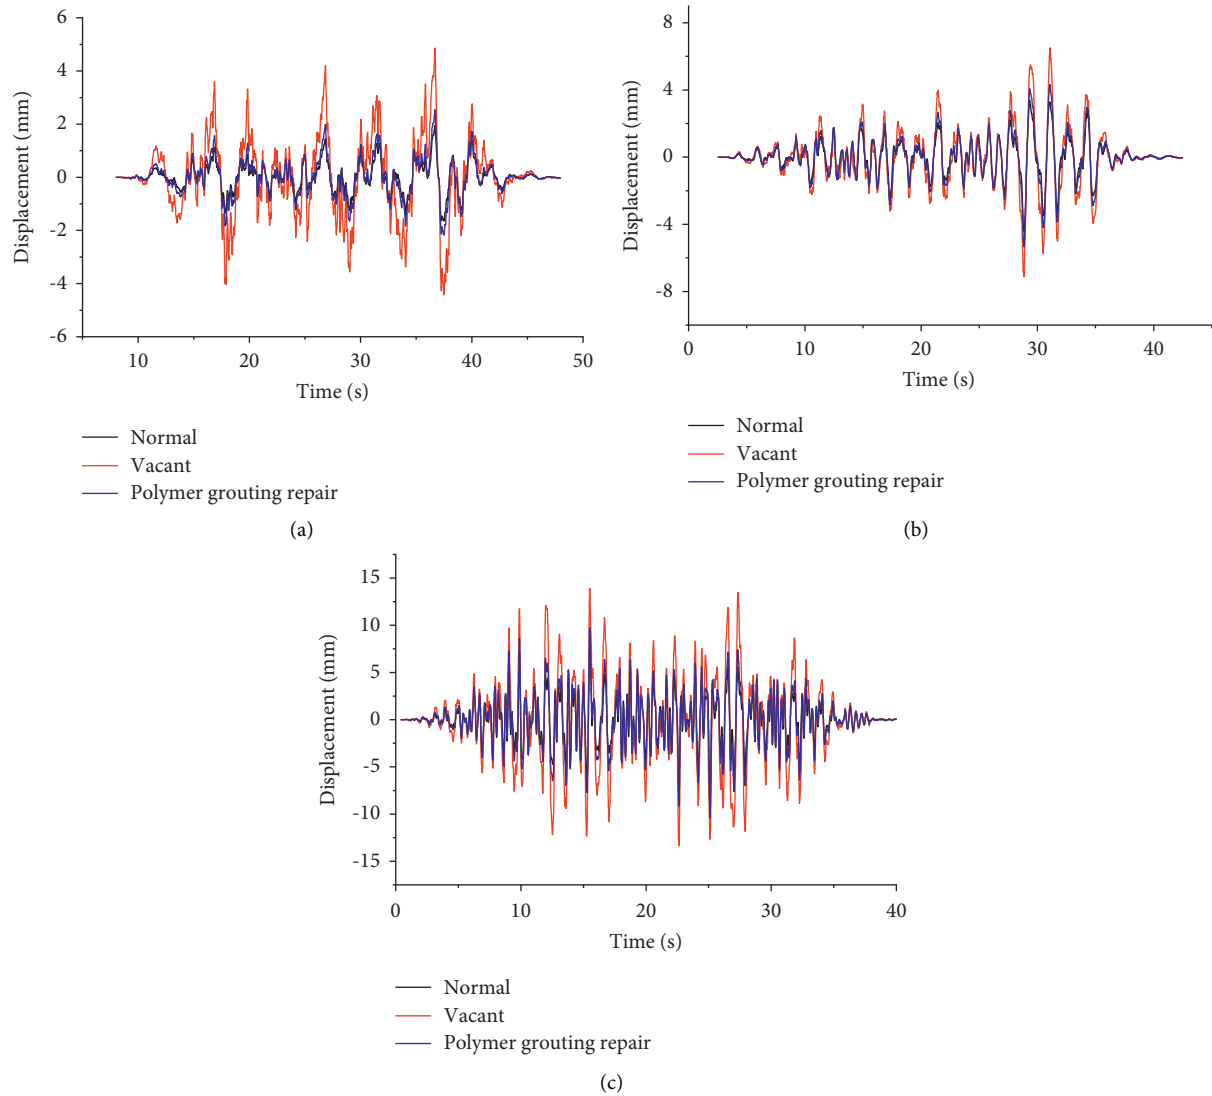 6
4
2
0
-2
-4
-6
Displacement (mm)
10 20 30 40 50
Time (s)
Normal
Vacant
Polymer grouting repair
(a)
8
4
0
-4
-8
Displacement (mm)
0 10 20 30 40
Time (s)
Normal
Vacant
Polymer grouting repair
(b)
15
10
5
0
-5
-10
-15
Displacement (mm)
0 10 20 30 40
Time (s)
Normal
Vacant
Polymer grouting repair
(c)